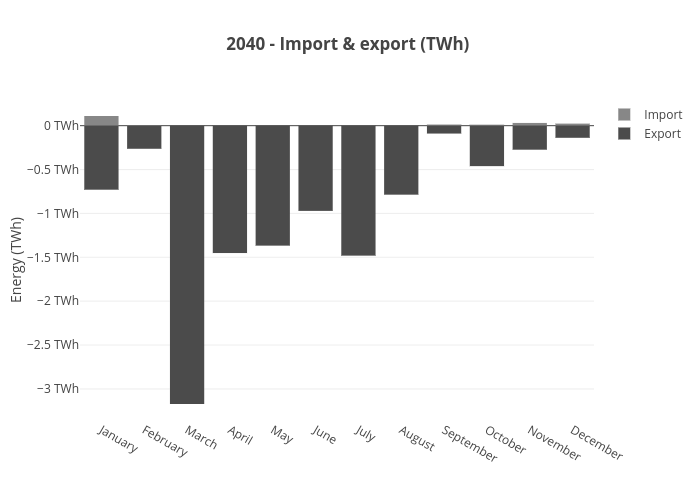 2040 - Import & export (TWh)
Import
Export
0 TWh
−0.5 TWh
−1 TWh
−1.5 TWh
−2 TWh
−2.5 TWh
−3 TWh
Energy (TWh)
January
February
March
April
May
June
July
August
September
October
November
December